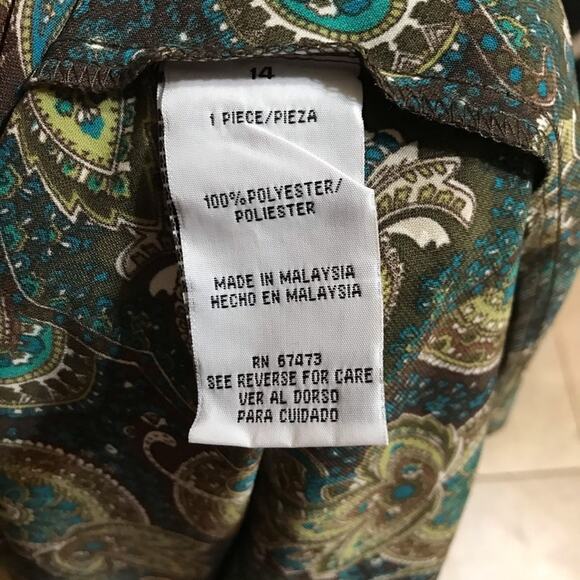 14
1 PIECE/PIEZA
100%POLYESTER/
POLIESTER
MADE IN MALAYSIA
HECHO EN MALAYSIA
RN 67473
SEE REVERSE FOR CARE
VER AL DORSO
PARA CUIDADO